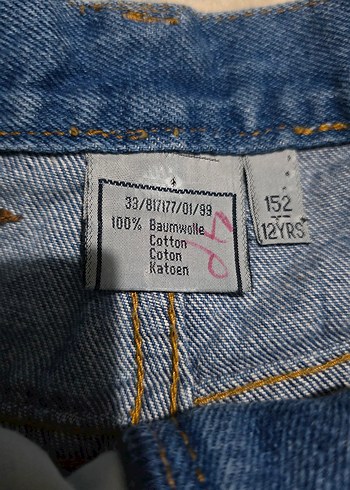 33/817177/01/99
100% Baumwolle
Cotton
Coton
Katoen
152
12YRS